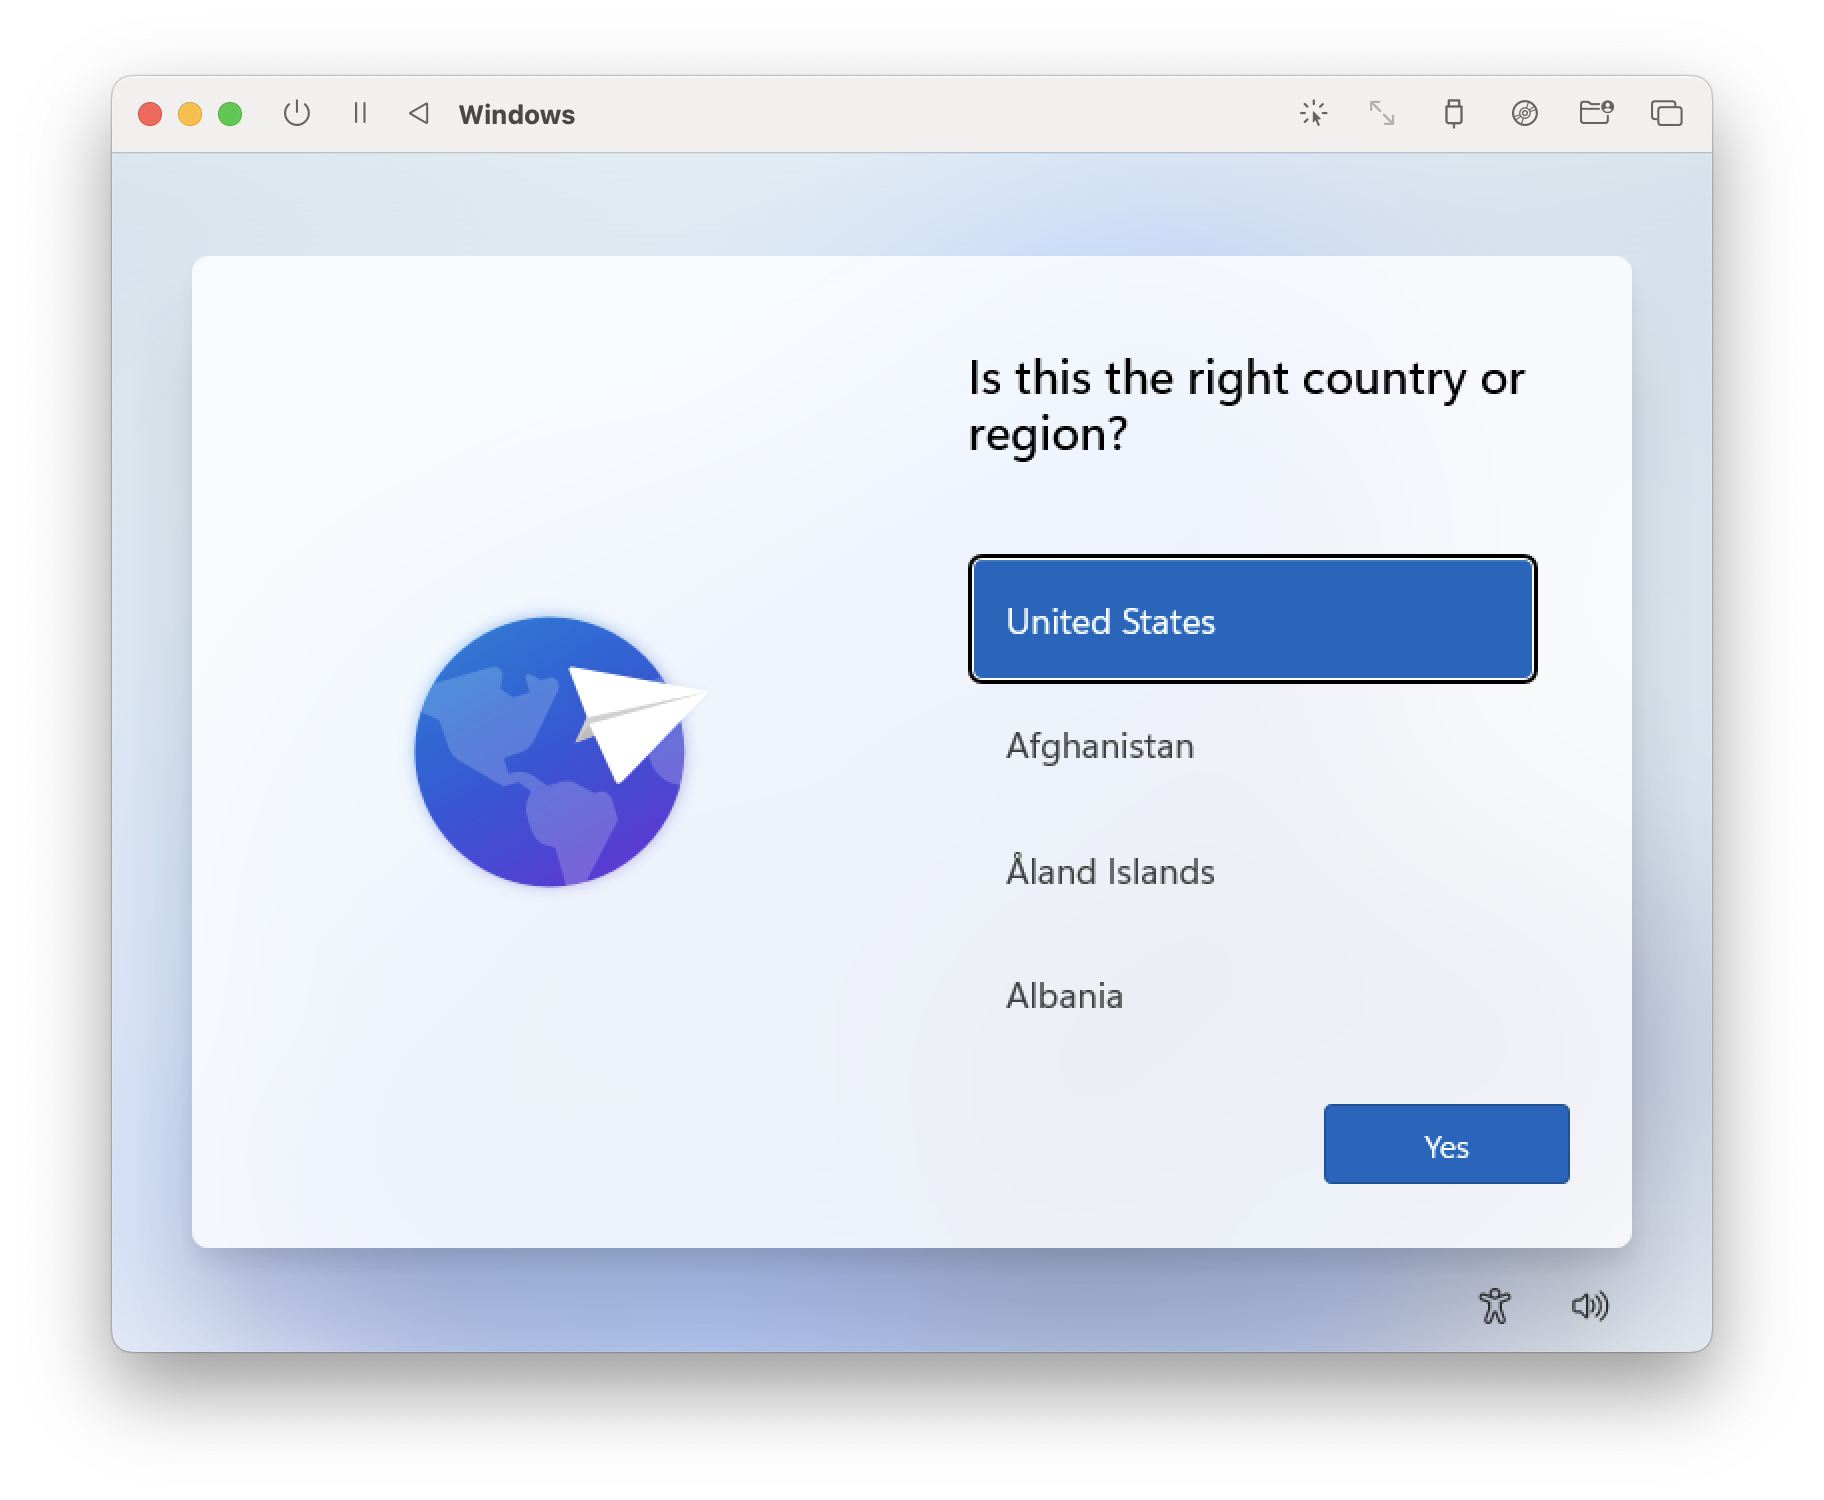 Windows
Is this the right country or
region?
United States
Afghanistan
Åland Islands
Albania
Yes